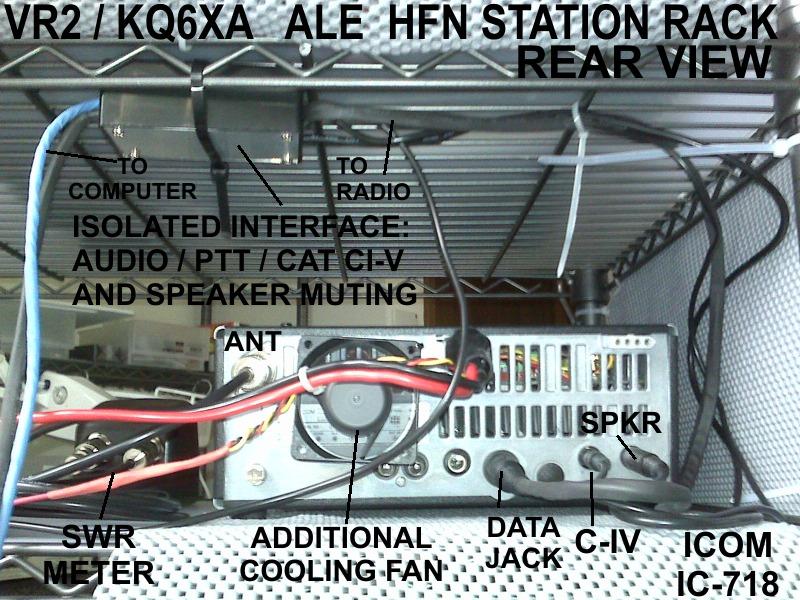 VR2 / KQ6XA ALE HFN STATION RACK
REAR VIEW
TO
COMPUTER
TO
RADIO
ISOLATED INTERFACE:
AUDIO / PTT / CAT CI-V
AND SPEAKER MUTING
ANT
SPKR
SWR
METER
ADDITIONAL
COOLING FAN
DATA
JACK
C-IV
ICOM
IC-718